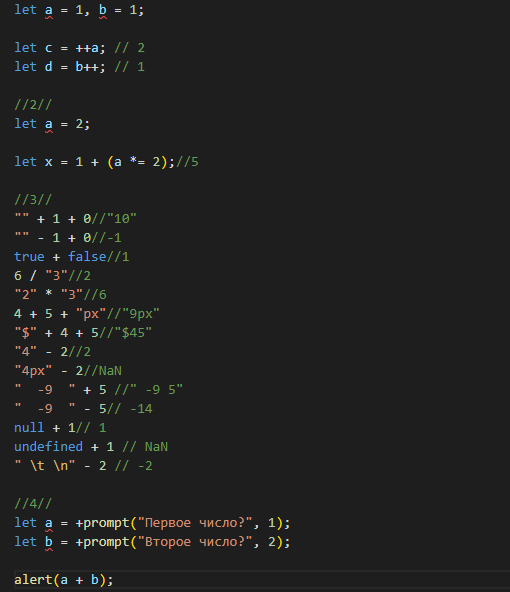 let a = 1, b = 1;
let c = ++a; // 2
let d = b++; // 1
//2//
let a = 2;
let x = 1 + (a *= 2);//5
//3//
"" + 1 + 0//"10"
"" - 1 + 0//-1
true + false//1
6 / "3"//2
"2" * "3"//6
4 + 5 + "px"//"9px"
"$" + 4 + 5//"$45"
"4" - 2//2
"4px" - 2//NaN
"  -9  " + 5 //" -9 5"
"  -9  " - 5// -14
null + 1// 1
undefined + 1 // NaN
" \t \n" - 2 // -2
//4//
let a = +prompt("Первое число?", 1);
let b = +prompt("Второе число?", 2);
alert(a + b);